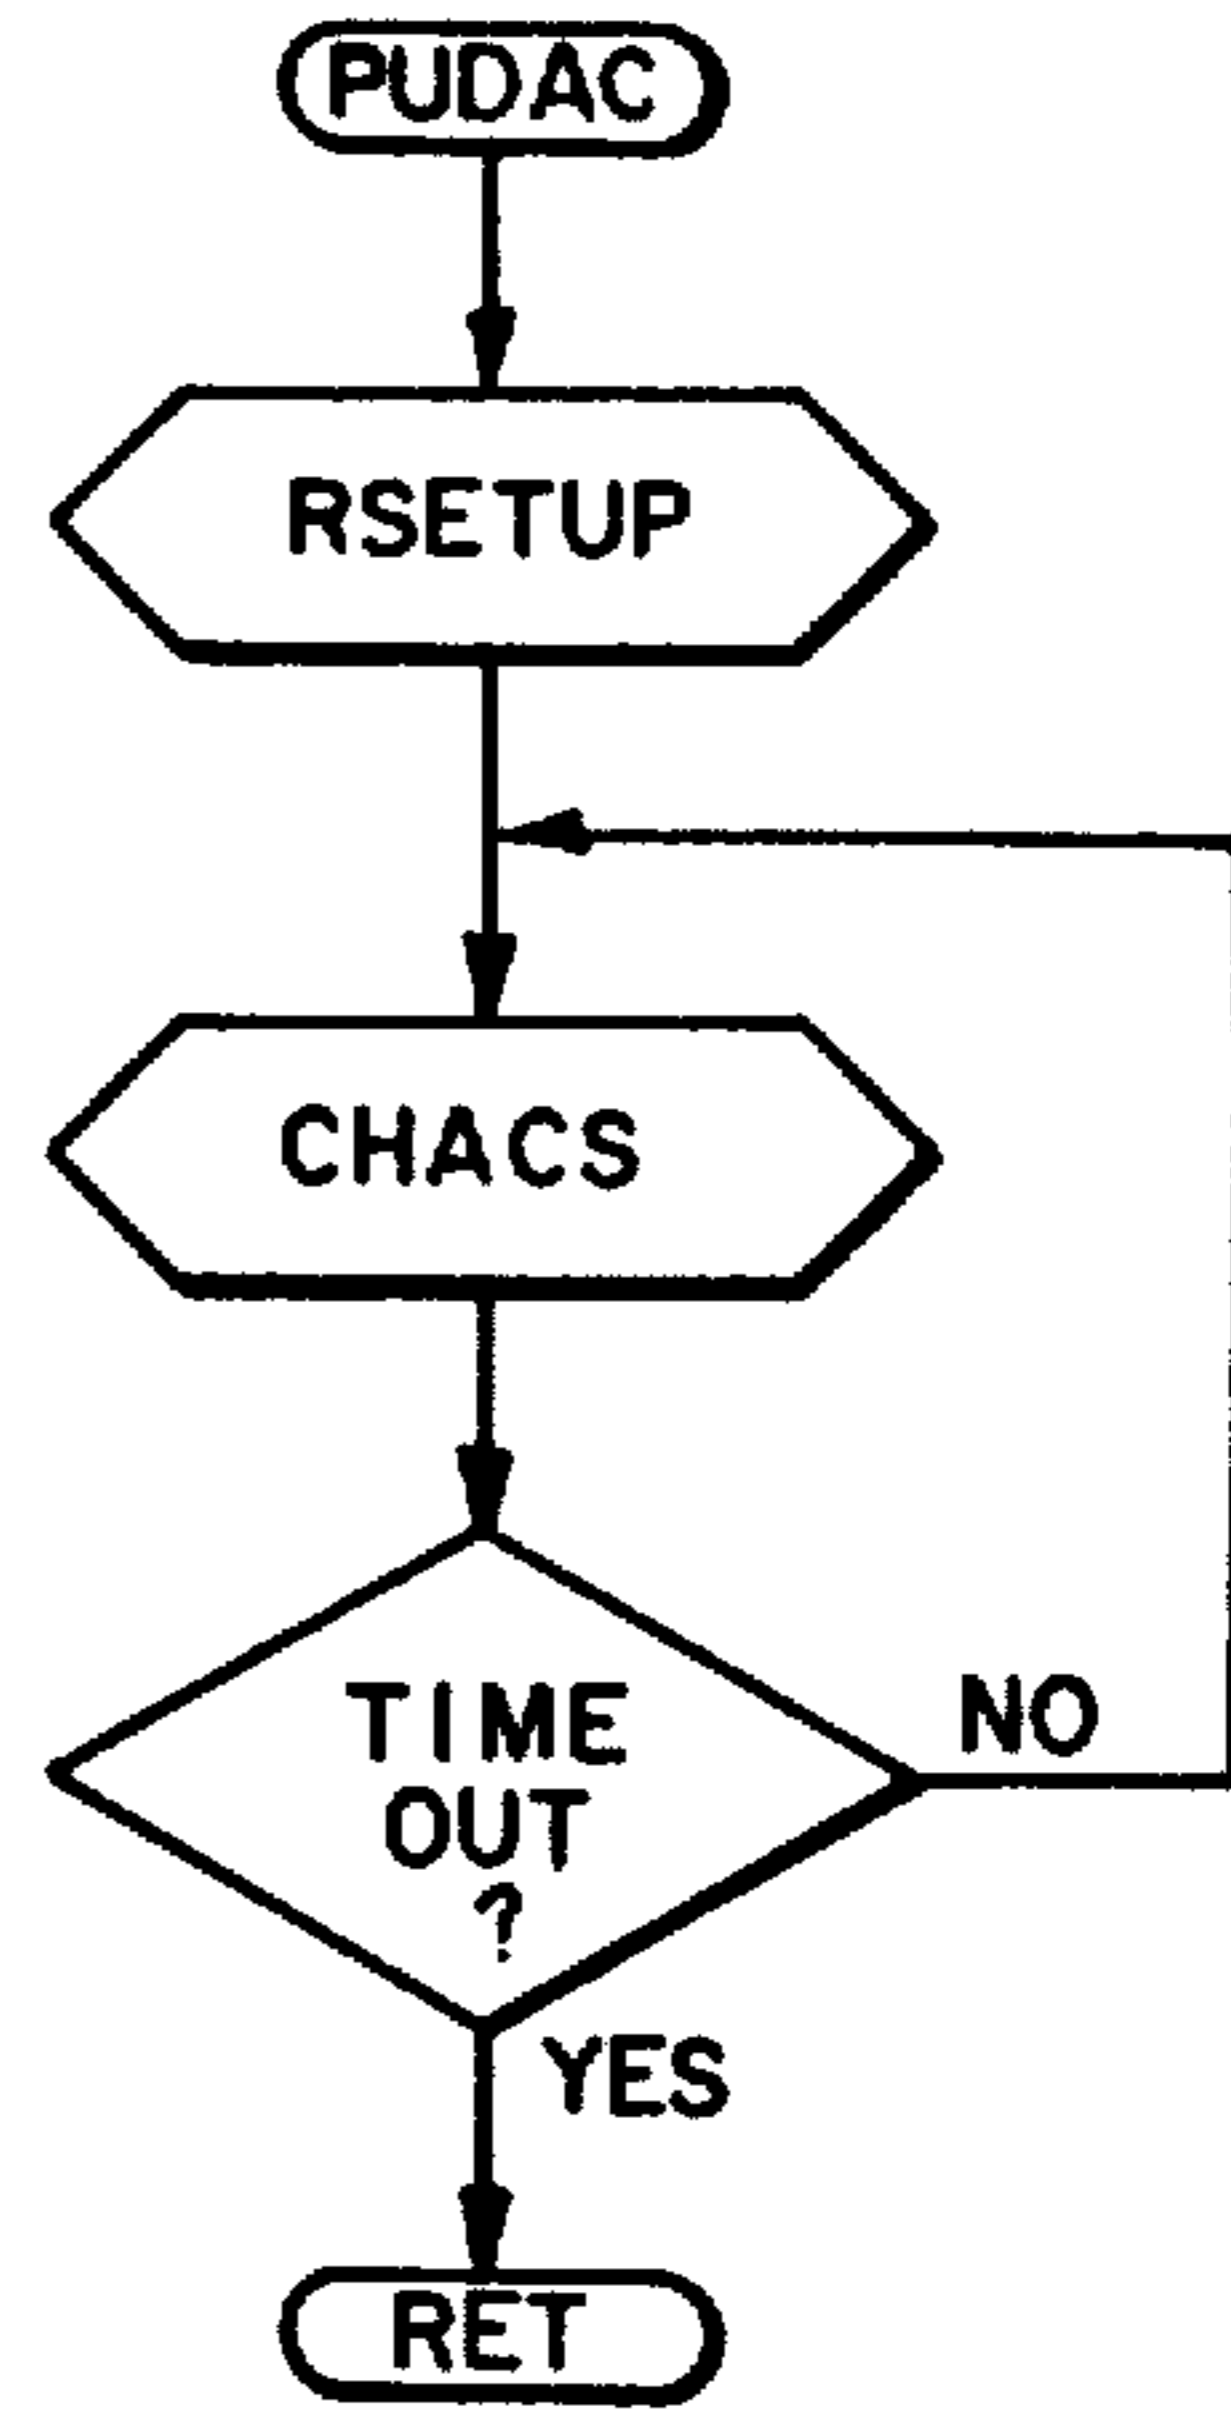 PUDAC
RSETUP
CHACS
TIME
OUT
?
NO
YES
RET